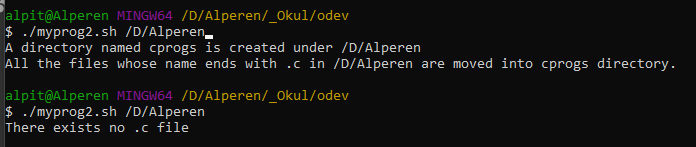 alpit@Alperen MINGW64 /D/Alperen/_Okul/odev
$ ./myprog2.sh /D/Alperen
A directory named cprogs is created under /D/Alperen
All the files whose name ends with .c in /D/Alperen are moved into cprogs directory.
alpit@Alperen MINGW64 /D/Alperen/_Okul/odev
$ ./myprog2.sh /D/Alperen
There exists no .c file